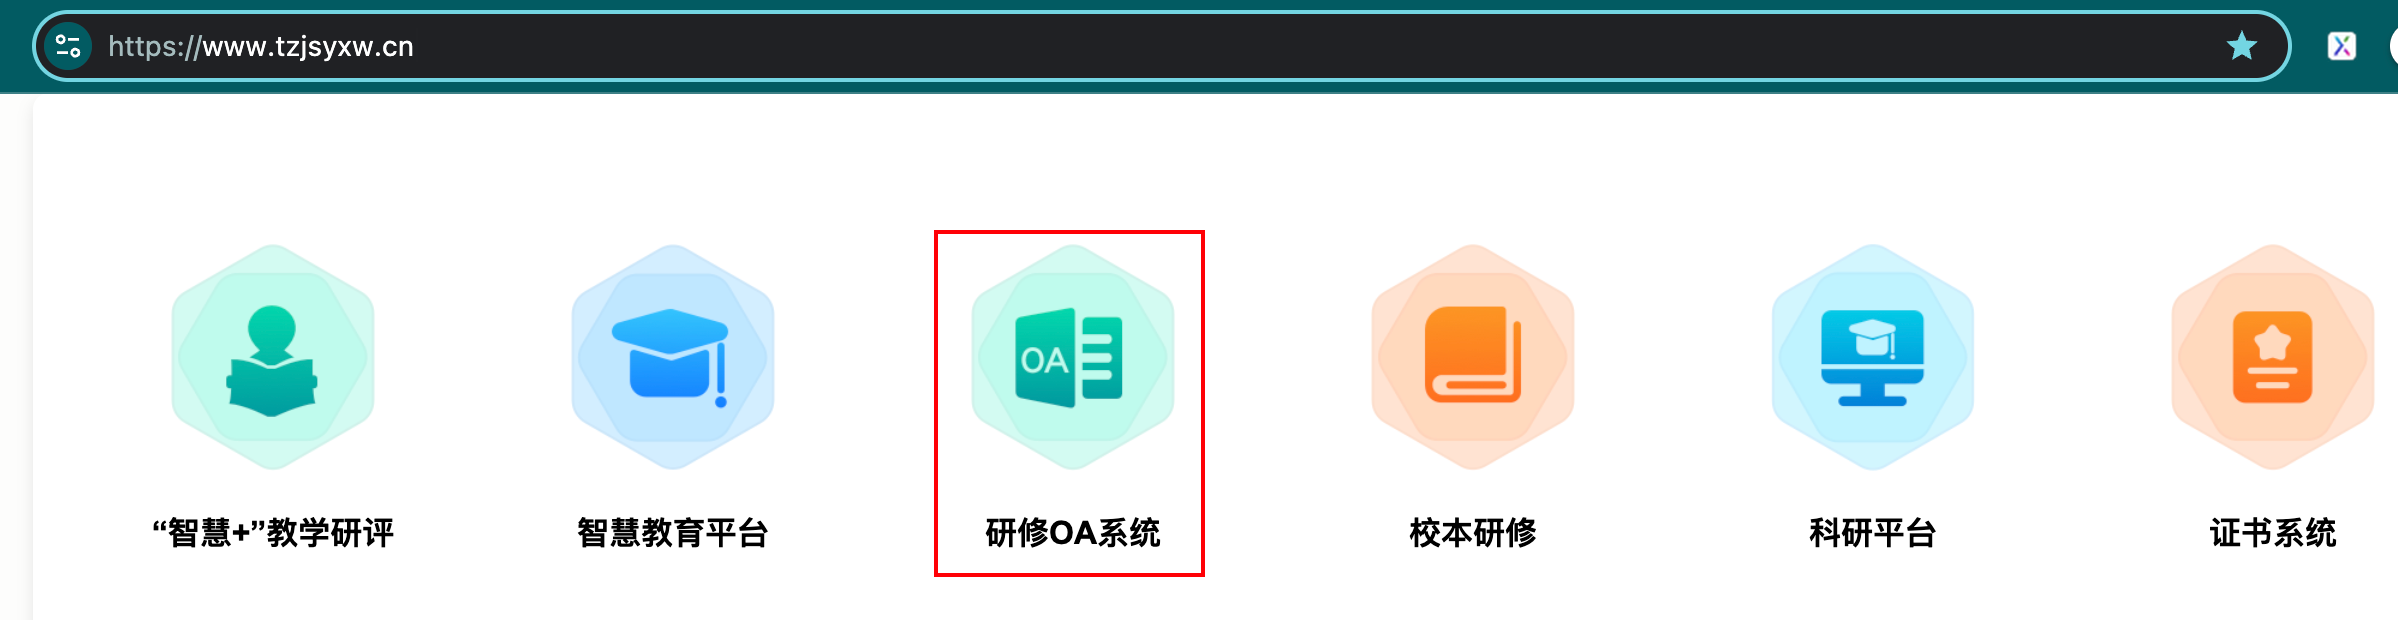 https://www.tzjsyxw.cn
OA
“智慧+”教学研评
智慧教育平台
研修OA系统
校本研修
科研平台
证书系统